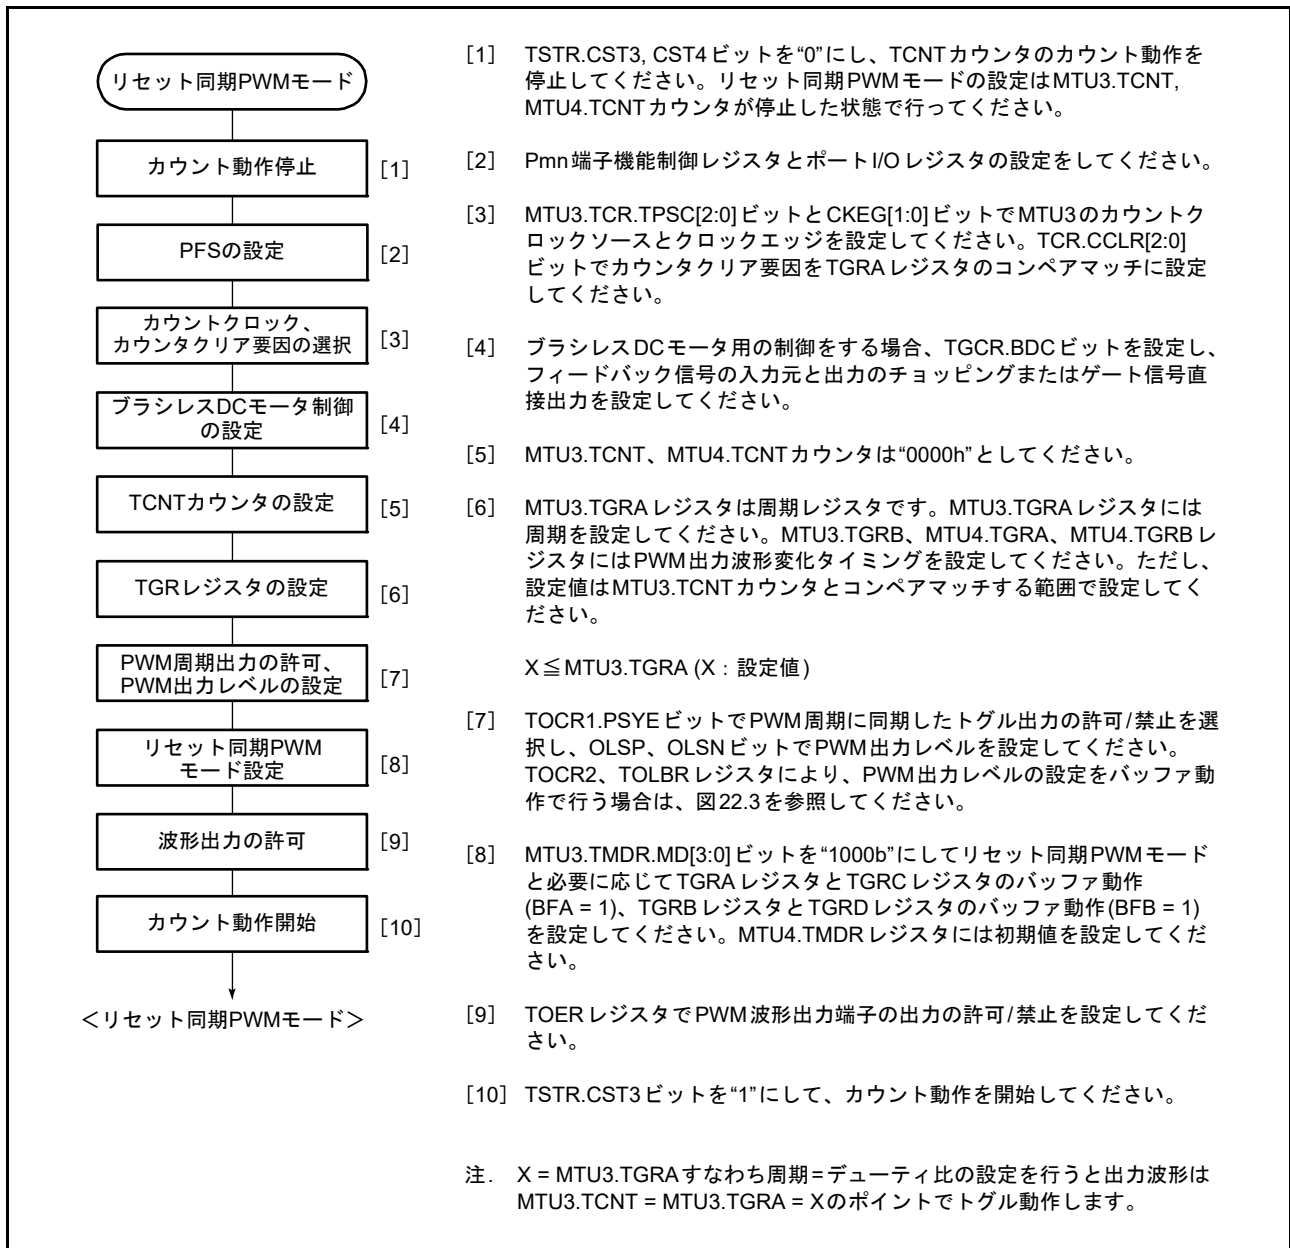 リセット同期PWMモード
カウント動作停止 [1]
PFSの設定 [2]
カウントクロック、
カウンタクリア要因の選択 [3]
ブラシレスDCモータ制御
の設定 [4]
TCNTカウンタの設定 [5]
TGRレジスタの設定 [6]
PWM周期出力の許可、
PWM出力レベルの設定 [7]
リセット同期PWM
モード設定 [8]
波形出力の許可 [9]
カウント動作開始 [10]
＜リセット同期PWMモード＞
[1] TSTR.CST3, CST4ビットを“0”にし、TCNTカウンタのカウント動作を
停止してください。リセット同期PWMモードの設定はMTU3.TCNT,
MTU4.TCNTカウンタが停止した状態で行ってください。
[2] Pmn端子機能制御レジスタとポートI/Oレジスタの設定をしてください。
[3] MTU3.TCR.TPSC[2:0]ビットとCKEG[1:0]ビットでMTU3のカウントク
ロックソースとクロックエッジを設定してください。TCR.CCLR[2:0]
ビットでカウンタクリア要因をTGRAレジスタのコンペアマッチに設定
してください。
[4] ブラシレスDCモータ用の制御をする場合、TGCR.BDCビットを設定し、
フィードバック信号の入力元と出力のチョッピングまたはゲート信号直
接出力を設定してください。
[5] MTU3.TCNT、MTU4.TCNTカウンタは“0000h”としてください。
[6] MTU3.TGRAレジスタは周期レジスタです。MTU3.TGRAレジスタには
周期を設定してください。MTU3.TGRB、MTU4.TGRA、MTU4.TGRBレ
ジスタにはPWM出力波形変化タイミングを設定してください。ただし、
設定値はMTU3.TCNTカウンタとコンペアマッチする範囲で設定してく
ださい。
X≦MTU3.TGRA (X：設定値)
[7] TOCR1.PSYEビットでPWM周期に同期したトグル出力の許可/禁止を選
択し、OLSP、OLSNビットでPWM出力レベルを設定してください。
TOCR2、TOLBRレジスタにより、PWM出力レベルの設定をバッファ動
作で行う場合は、図22.3を参照してください。
[8] MTU3.TMDR.MD[3:0]ビットを“1000b”にしてリセット同期PWMモード
と必要に応じてTGRAレジスタとTGRCレジスタのバッファ動作
(BFA = 1)、TGRBレジスタとTGRDレジスタのバッファ動作(BFB = 1)
を設定してください。MTU4.TMDRレジスタには初期値を設定してくだ
さい。
[9] TOERレジスタでPWM波形出力端子の出力の許可/禁止を設定してくだ
さい。
[10] TSTR.CST3ビットを“1”にして、カウント動作を開始してください。
注. X = MTU3.TGRAすなわち周期=デューティ比の設定を行うと出力波形は
MTU3.TCNT = MTU3.TGRA = Xのポイントでトグル動作します。